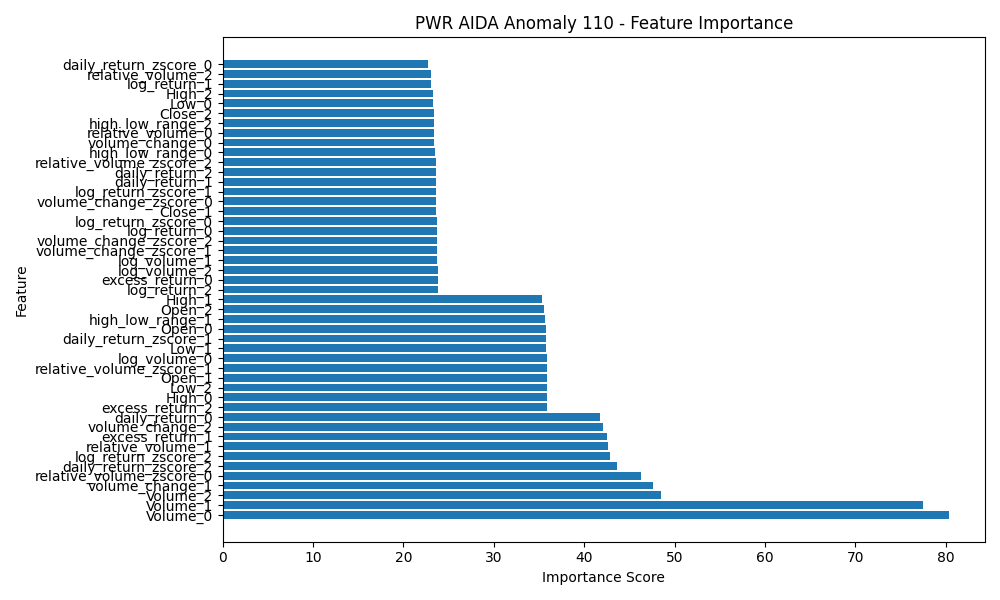 PWR AIDA Anomaly 110 - Feature Importance
daily_return_zscore_0
relative_volume_2
log_return_1
High_2
Low_0
Close_2
high_low_range_2
relative_volume_0
volume_change_0
high_low_range_0
relative_volume_zscore_2
daily_return_2
daily_return_1
log_return_zscore_1
volume_change_zscore_0
Close_1
log_return_zscore_0
log_return_0
volume_change_zscore_2
volume_change_zscore_1
log_volume_1
log_volume_2
excess_return_0
log_return_2
High_1
Open_2
high_low_range_1
Open_0
daily_return_zscore_1
Low_1
log_volume_0
relative_volume_zscore_1
Open_1
Low_2
High_0
excess_return_2
daily_return_0
volume_change_2
excess_return_1
relative_volume_1
log_return_zscore_2
daily_return_zscore_2
relative_volume_zscore_0
volume_change_1
Volume_2
Volume_1
Volume_0
Feature
0 10 20 30 40 50 60 70 80
Importance Score